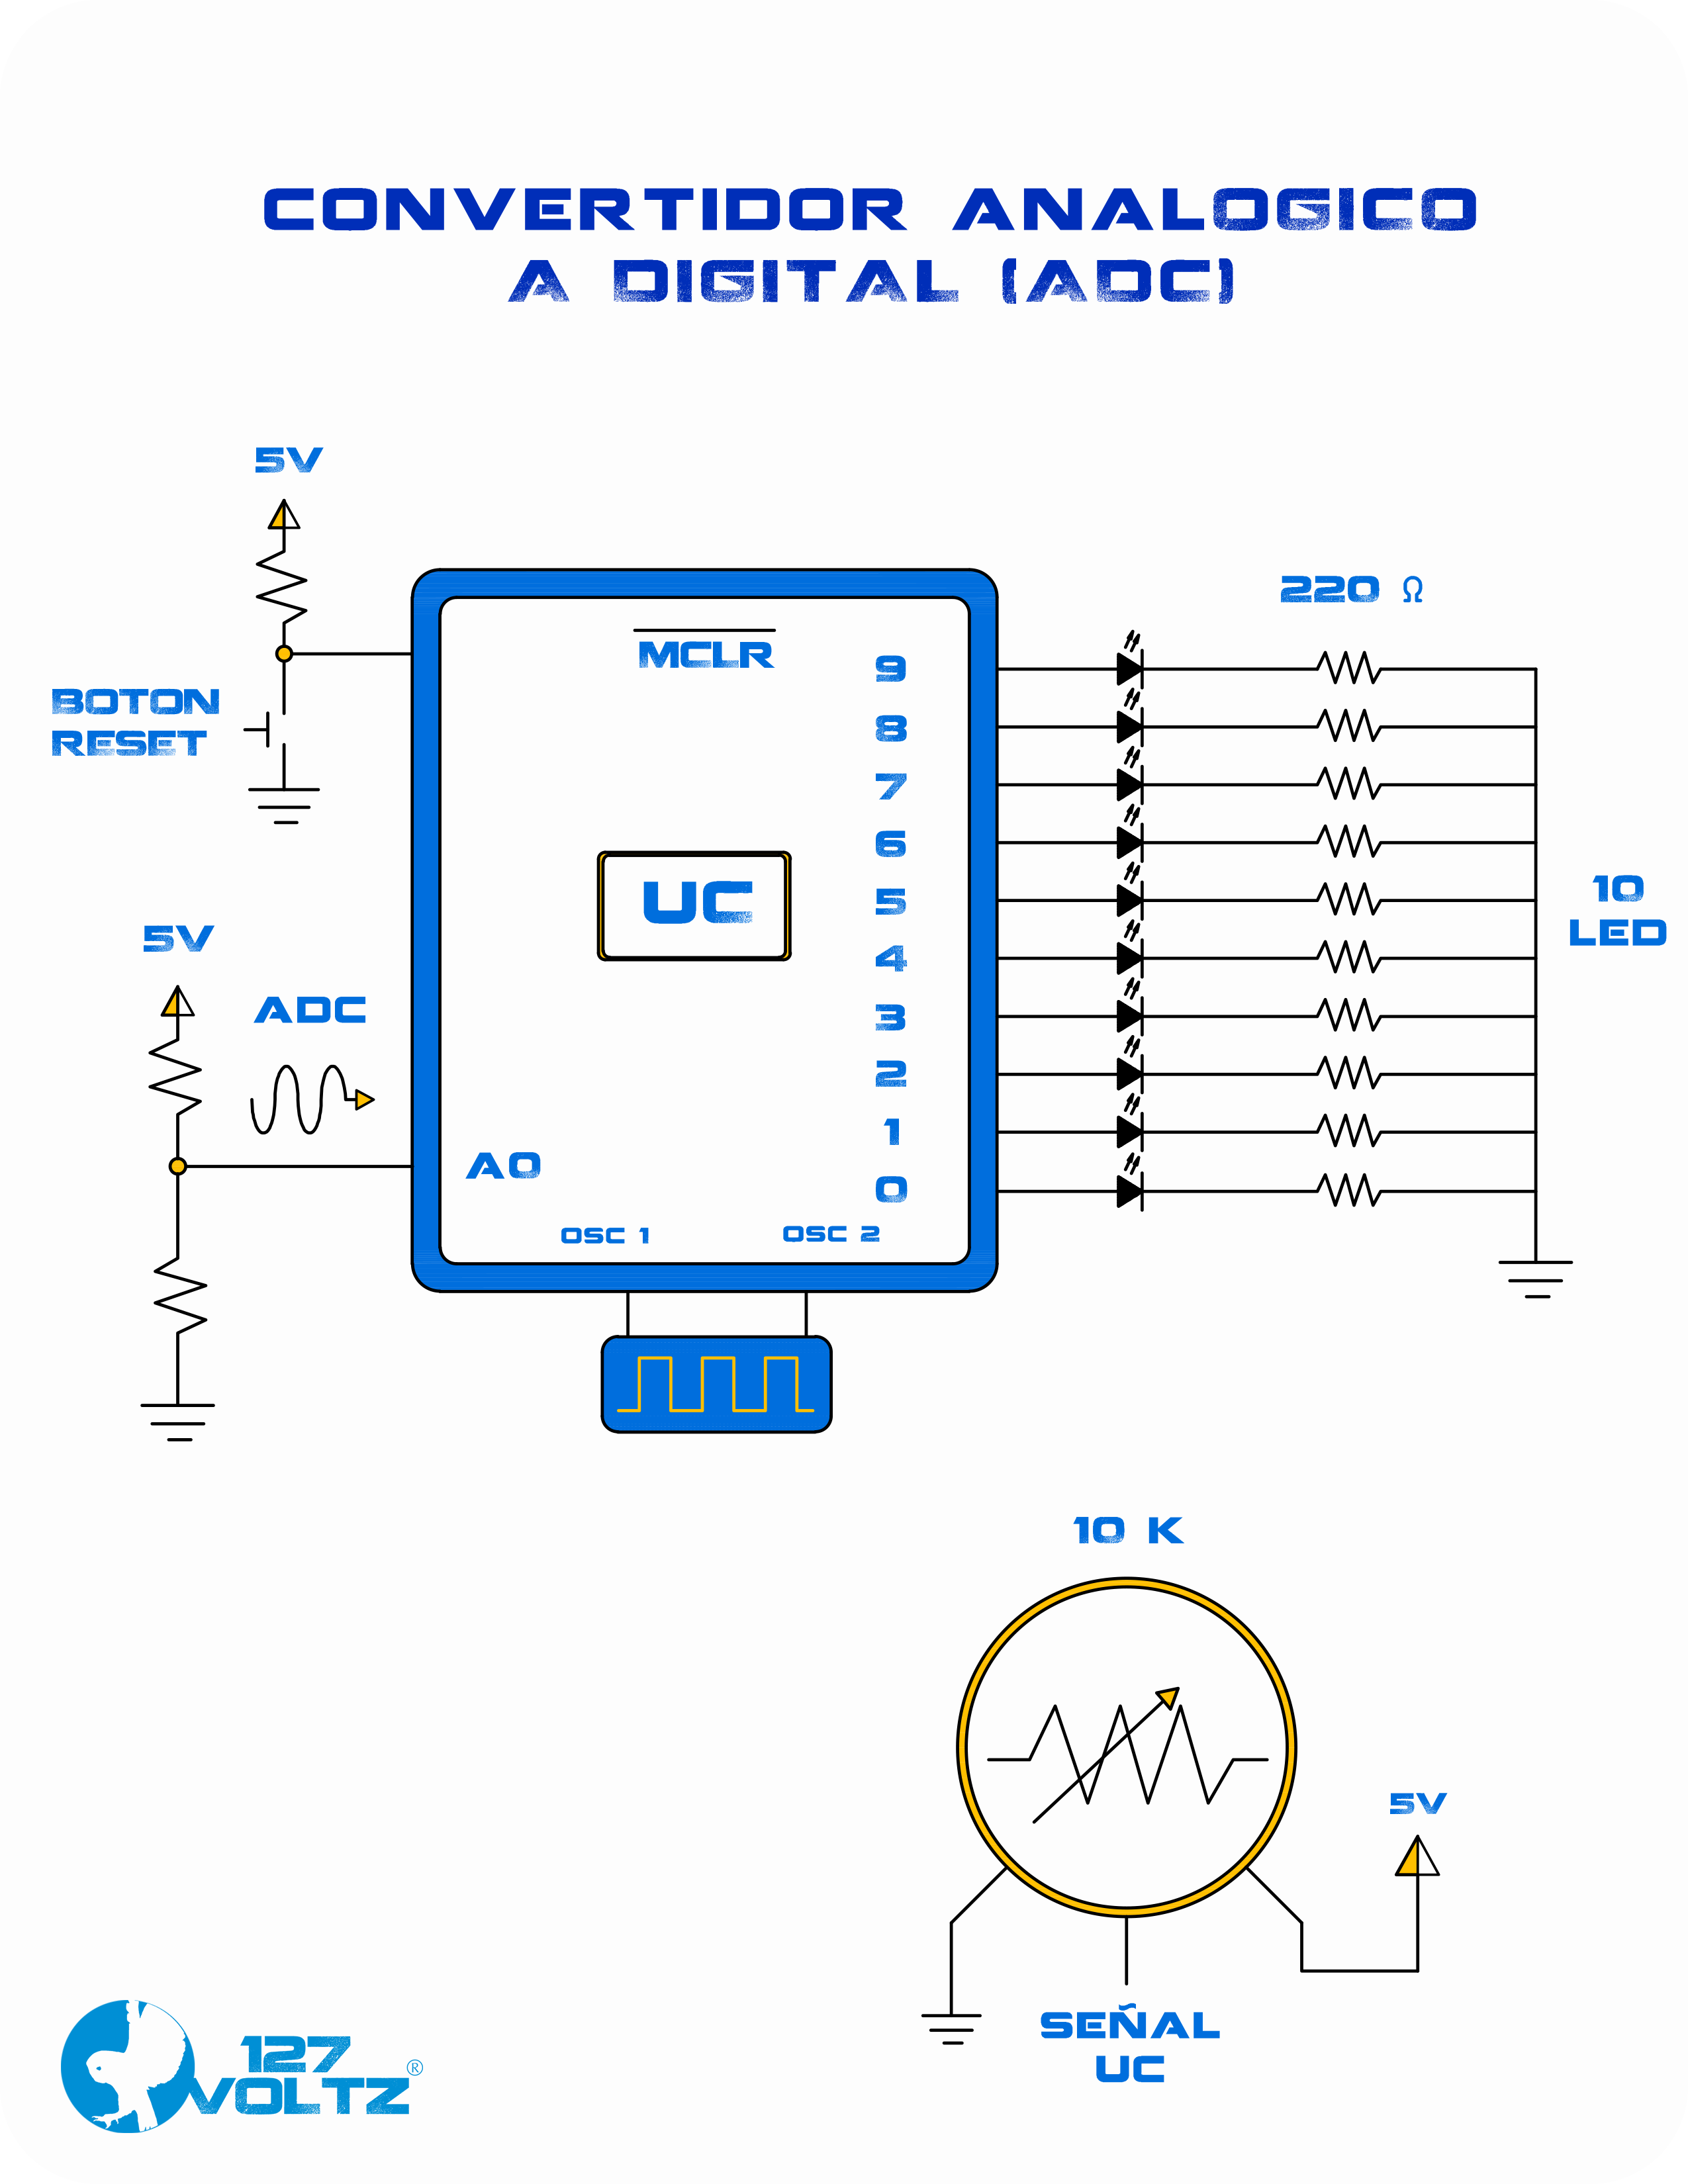 CONVERTIDOR ANALOGICO
A DIGITAL (ADC)
5V
BOTON
RESET
5V
ADC
MCLR
UC
A0
9
8
7
6
5
4
3
2
1
0
OSC 1
OSC 2
220 Ω
10
LED
10 K
5V
SEÑAL
UC
127
VOLTZ®